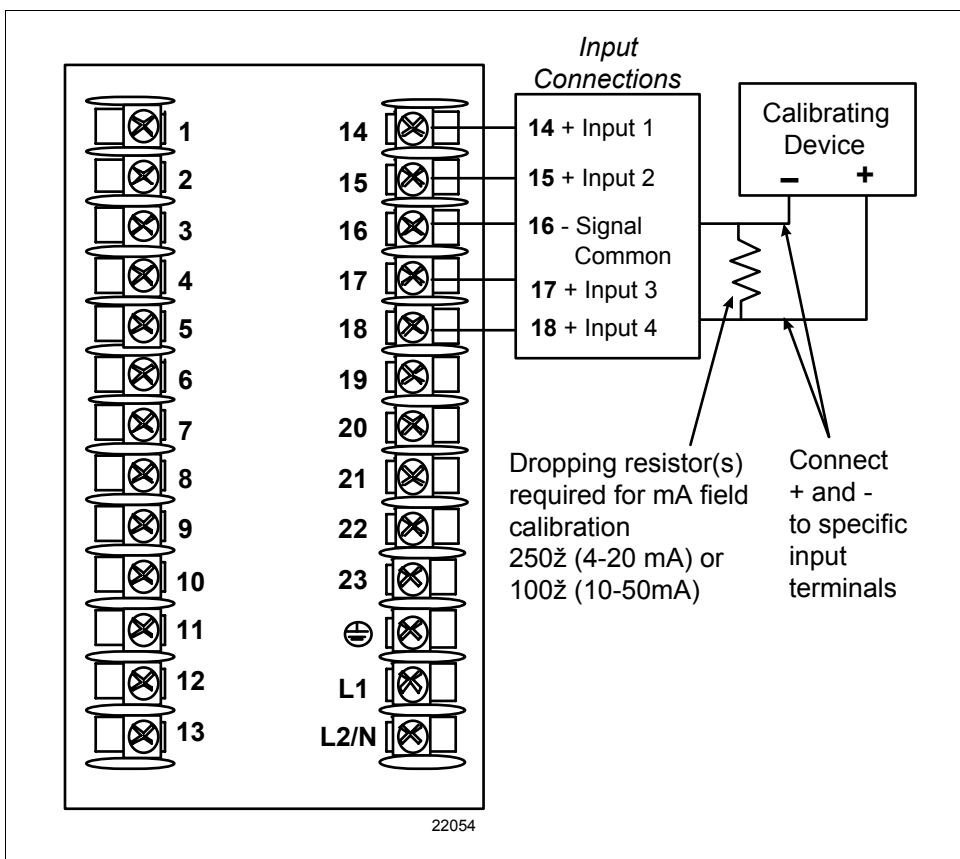 Input
Connections
1
2
3
4
5
6
7
8
9
10
11
12
13
14
15
16
17
18
19
20
21
22
23
L1
L2/N
14 + Input 1
15 + Input 2
16 - Signal
Common
17 + Input 3
18 + Input 4
Calibrating
Device
– +
Dropping resistor(s)
required for mA field
calibration
250ž (4-20 mA) or
100ž (10-50mA)
Connect
+ and -
to specific
input
terminals
22054